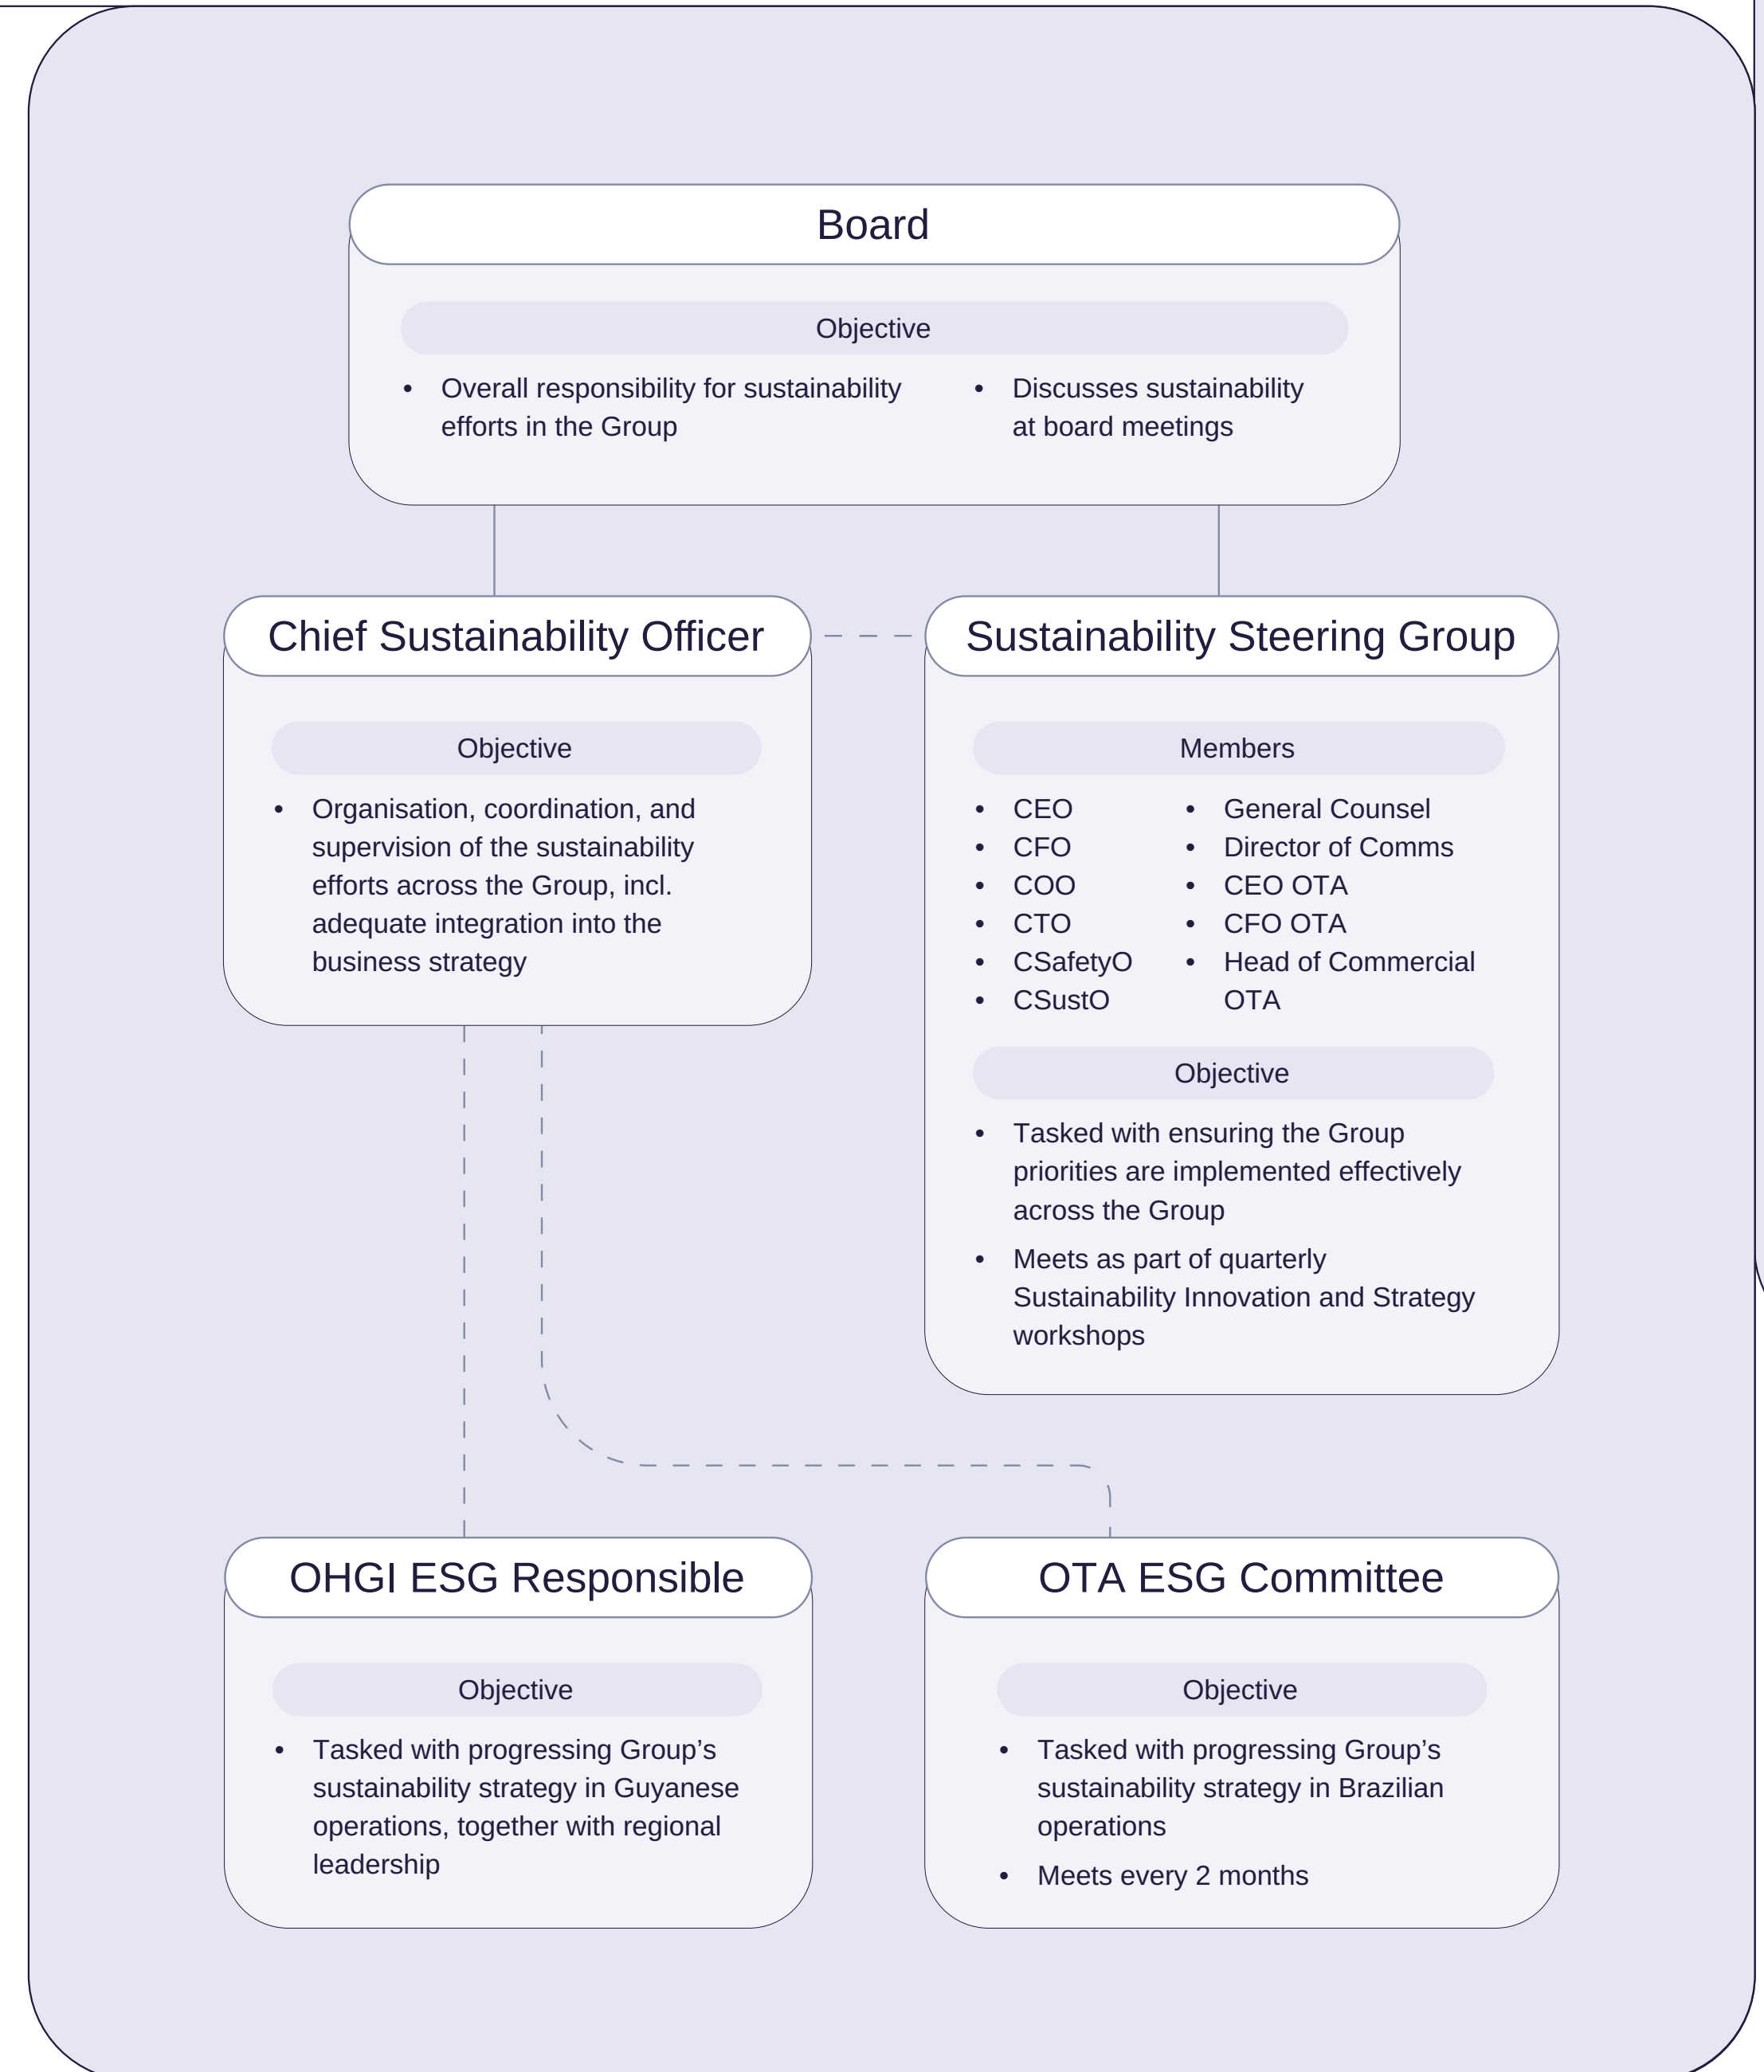 Board
Objective
• Overall responsibility for sustainability
efforts in the Group
• Discusses sustainability
at board meetings
Chief Sustainability Officer
Objective
• Organisation, coordination, and
supervision of the sustainability
efforts across the Group, incl.
adequate integration into the
business strategy
Sustainability Steering Group
Members
• CEO
• CFO
• COO
• CTO
• CSafetyO
• CSustO
• General Counsel
• Director of Comms
• CEO OTA
• CFO OTA
• Head of Commercial
OTA
Objective
• Tasked with ensuring the Group
priorities are implemented effectively
across the Group
• Meets as part of quarterly
Sustainability Innovation and Strategy
workshops
OHGI ESG Responsible
Objective
• Tasked with progressing Group’s
sustainability strategy in Guyanese
operations, together with regional
leadership
OTA ESG Committee
Objective
• Tasked with progressing Group’s
sustainability strategy in Brazilian
operations
• Meets every 2 months